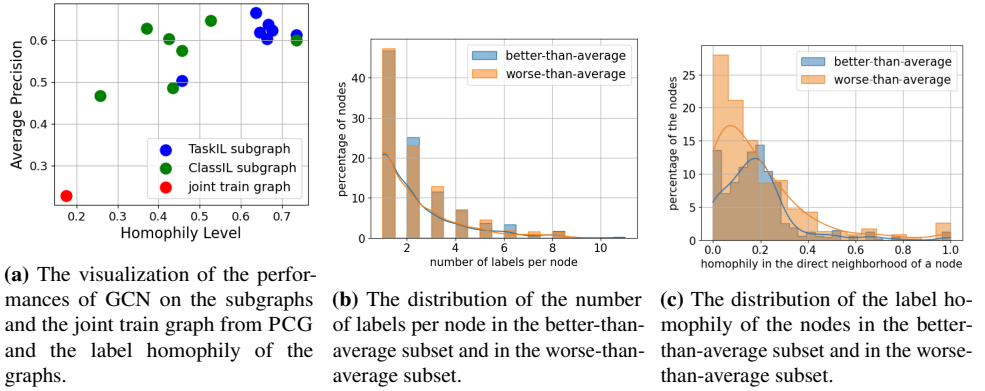 Average Precision
0.6
0.5
0.4
0.3
TaskIL subgraph
ClassIL subgraph
joint train graph
0.2 0.3 0.4 0.5 0.6 0.7
Homophily Level
(a) The visualization of the perfor-
mances of GCN on the subgraphs
and the joint train graph from PCG
and the label homophily of the
graphs.
percentage of nodes
40
30
20
10
0
better-than-average
worse-than-average
2 4 6 8 10
number of labels per node
(b) The distribution of the number
of labels per node in the better-than-
average subset and in the worse-than-
average subset.
percentage of the nodes
25
20
15
10
5
0
better-than-average
worse-than-average
0.0 0.2 0.4 0.6 0.8 1.0
homophily in the direct neighborhood of a node
(c) The distribution of the label ho-
mophily of the nodes in the better-
than-average subset and in the worse-
than-average subset.